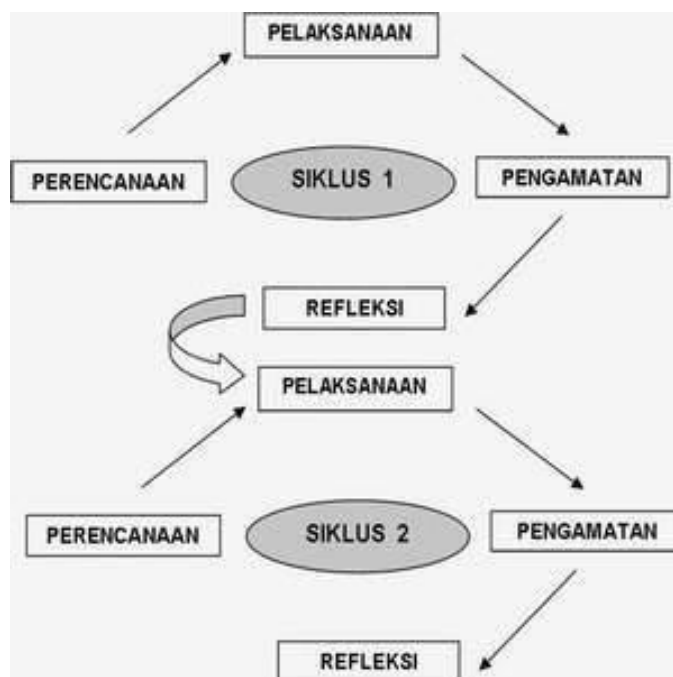 PELAKSANAAN
PERENCANAAN
SIKLUS 1
PENGAMATAN
REFLEKSI
PELAKSANAAN
PERENCANAAN
SIKLUS 2
PENGAMATAN
REFLEKSI